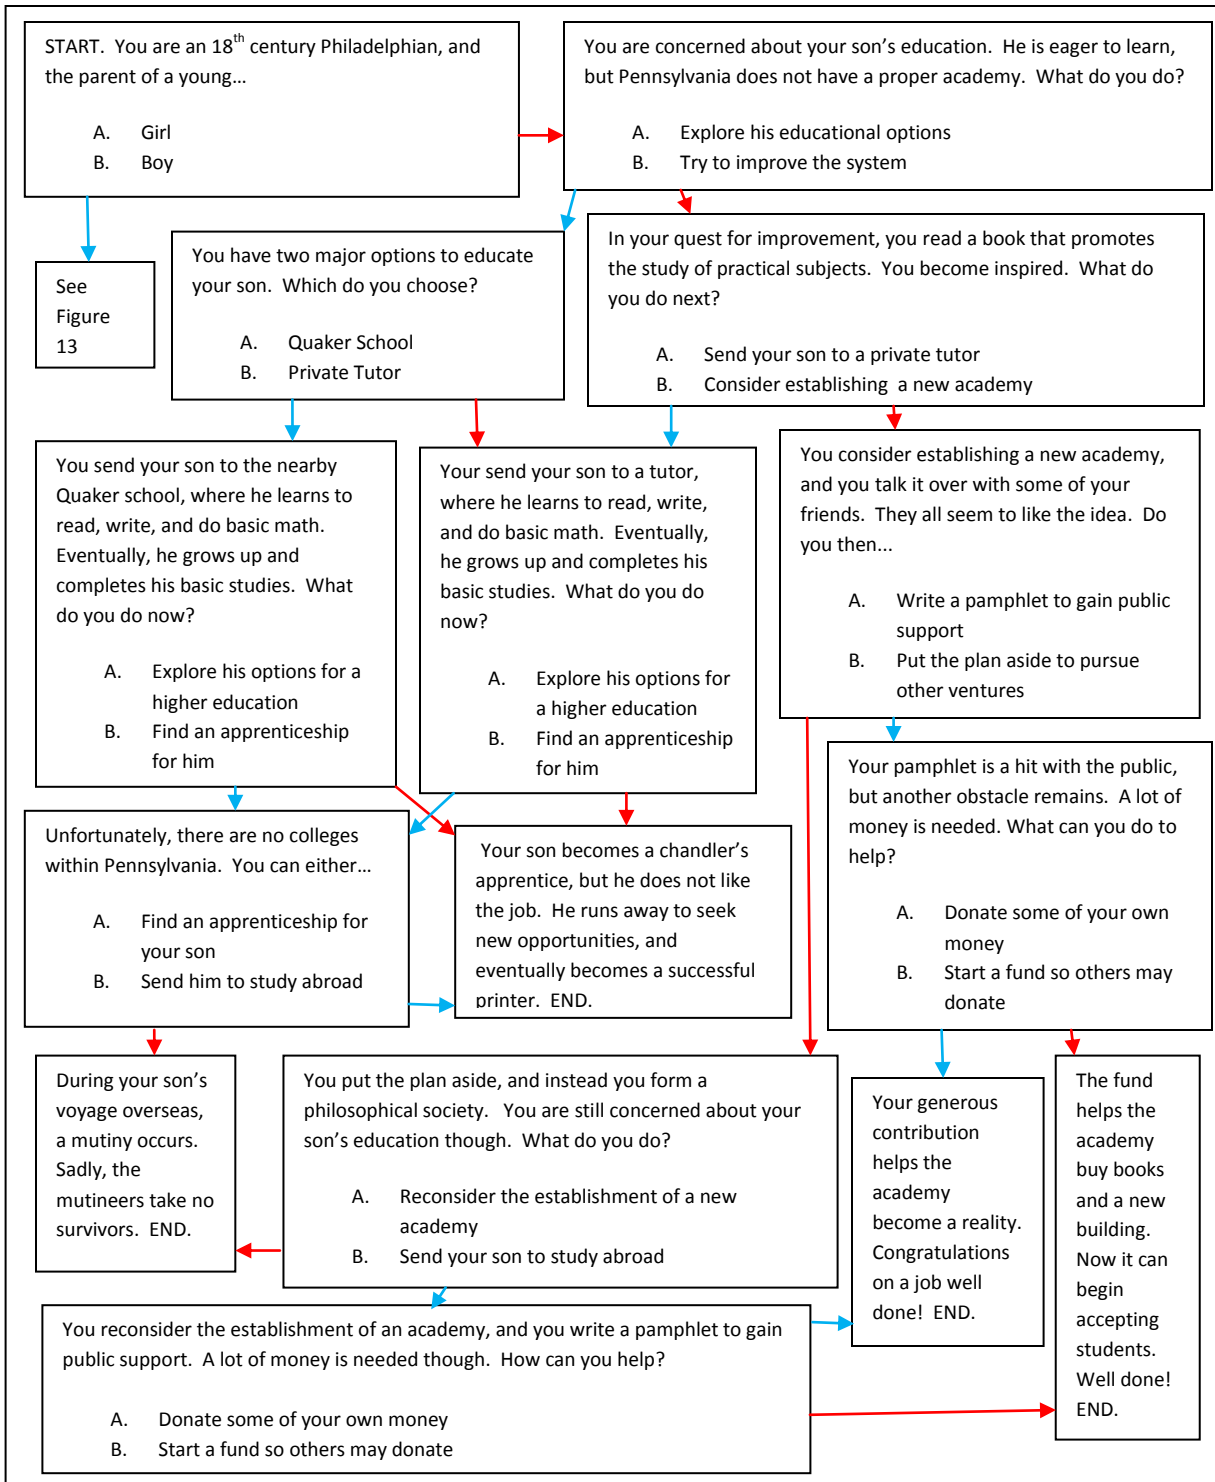 START. You are an 18th century Philadelphian, and
the parent of a young…
A. Girl
B. Boy
You are concerned about your son's education. He is eager to learn,
but Pennsylvania does not have a proper academy. What do you do?
A. Explore his educational options
B. Try to improve the system
See
Figure
13
You have two major options to educate
your son. Which do you choose?
A. Quaker School
B. Private Tutor
In your quest for improvement, you read a book that promotes
the study of practical subjects. You become inspired. What do
you do next?
A. Send your son to a private tutor
B. Consider establishing a new academy
You send your son to the nearby
Quaker school, where he learns to
read, write, and do basic math.
Eventually, he grows up and
completes his basic studies. What
do you do now?
A. Explore his options for a
higher education
B. Find an apprenticeship
for him
Your send your son to a tutor,
where he learns to read, write,
and do basic math. Eventually,
he grows up and completes his
basic studies. What do you do
now?
A. Explore his options for
a higher education
B. Find an apprenticeship
for him
You consider establishing a new academy,
and you talk it over with some of your
friends. They all seem to like the idea. Do
you then...
A. Write a pamphlet to gain public
support
B. Put the plan aside to pursue
other ventures
Unfortunately, there are no colleges
within Pennsylvania. You can either…
A. Find an apprenticeship for
your son
B. Send him to study abroad
Your son becomes a chandler's
apprentice, but he does not like
the job. He runs away to seek
new opportunities, and
eventually becomes a successful
printer. END.
Your pamphlet is a hit with the public,
but another obstacle remains. A lot of
money is needed. What can you do to
help?
A. Donate some of your own
money
B. Start a fund so others may
donate
During your son's
voyage overseas,
a mutiny occurs.
Sadly, the
mutineers take no
survivors. END.
You put the plan aside, and instead you form a
philosophical society. You are still concerned about your
son's education though. What do you do?
A. Reconsider the establishment of a new
academy
B. Send your son to study abroad
Your generous
contribution
helps the
academy
become a reality.
Congratulations
on a job well
done! END.
The fund
helps the
academy
buy books
and a new
building.
Now it can
begin
accepting
students.
Well done!
END.
You reconsider the establishment of an academy, and you write a pamphlet to gain
public support. A lot of money is needed though. How can you help?
A. Donate some of your own money
B. Start a fund so others may donate